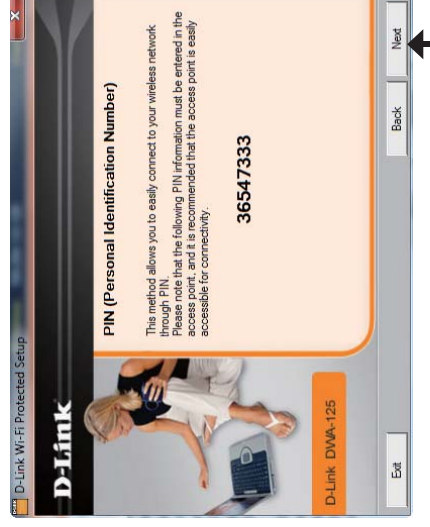 D-Link Wi-Fi Protected Setup
X
D-Link
PIN (Personal Identification Number)
This method allows you to easily connect to your wireless network
through PIN.
Please note that the following PIN information must be entered in the
access point, and it is recommended that the access point is easily
accessible for connectivity.
36547333
D-Link DWA-125
Exit
Back
Next